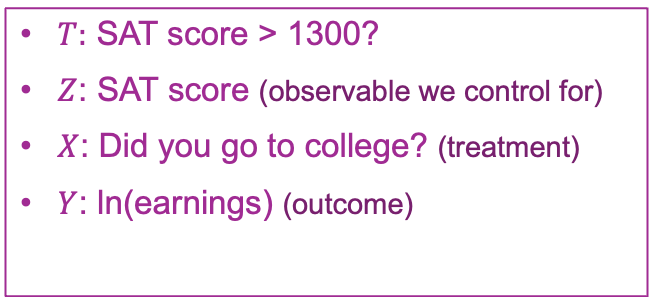 • T: SAT score > 1300?
• Z: SAT score (observable we control for)
• X: Did you go to college? (treatment)
• Y: ln(earnings) (outcome)